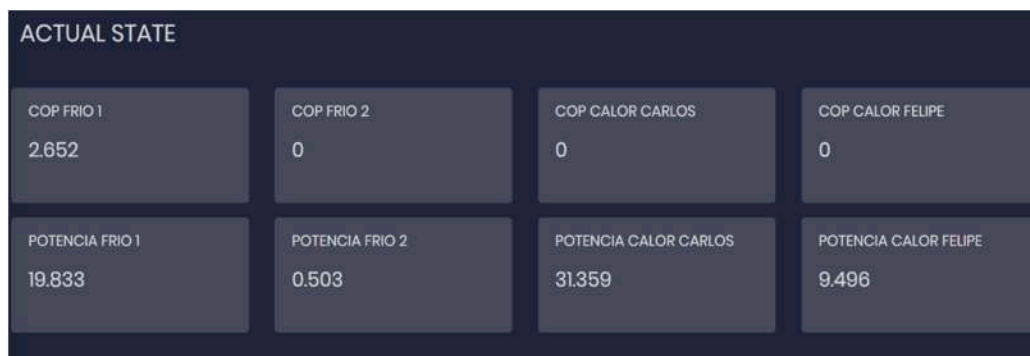 ACTUAL STATE
COP FRIO 1
2.652
COP FRIO 2
0
COP CALOR CARLOS
0
COP CALOR FELIPE
0
POTENCIA FRIO 1
19.833
POTENCIA FRIO 2
0.503
POTENCIA CALOR CARLOS
31.359
POTENCIA CALOR FELIPE
9.496